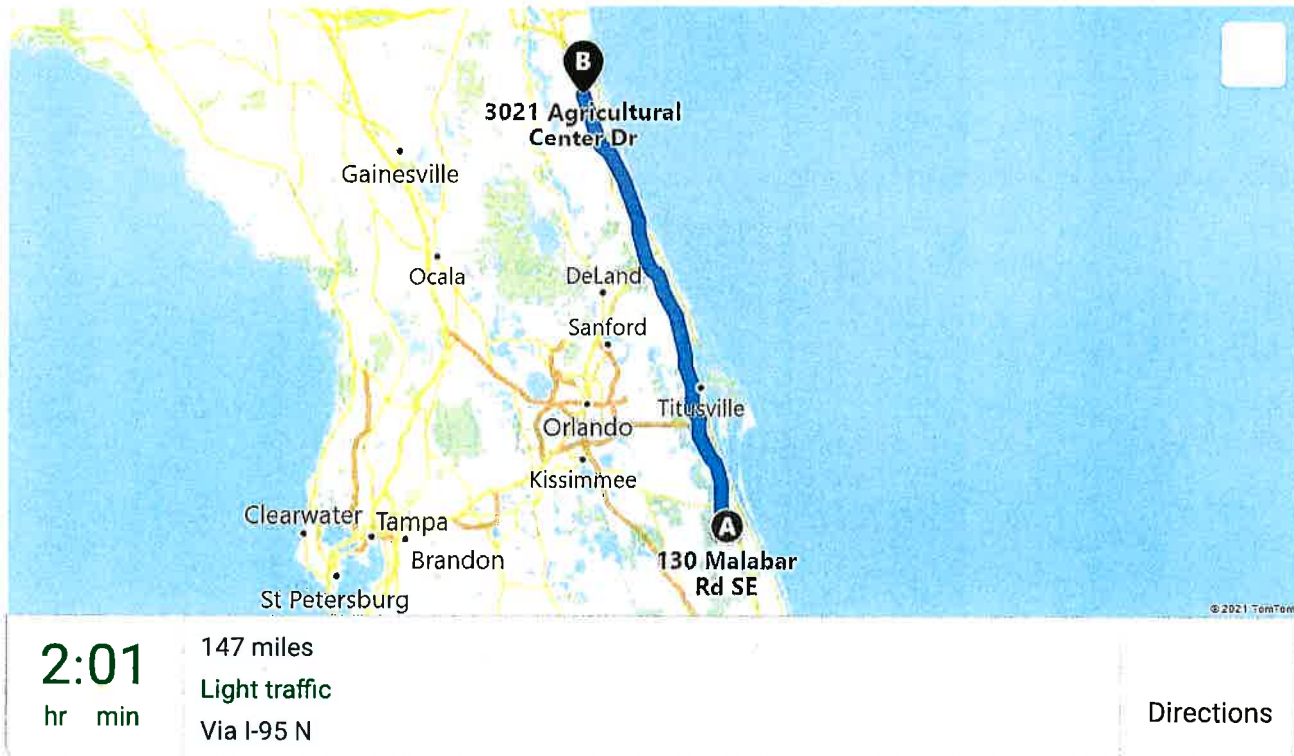 B
3021 Agricultural
Center Dr
Gainesville
Ocala
DeLand
Sanford
Titusville
Orlando
Kissimmee
Clearwater
Tampa
A
Brandon
130 Malabar
Rd SE
St Petersburg
© 2021 TomTom
2:01
hr min
147 miles
Light traffic
Via I-95 N
Directions